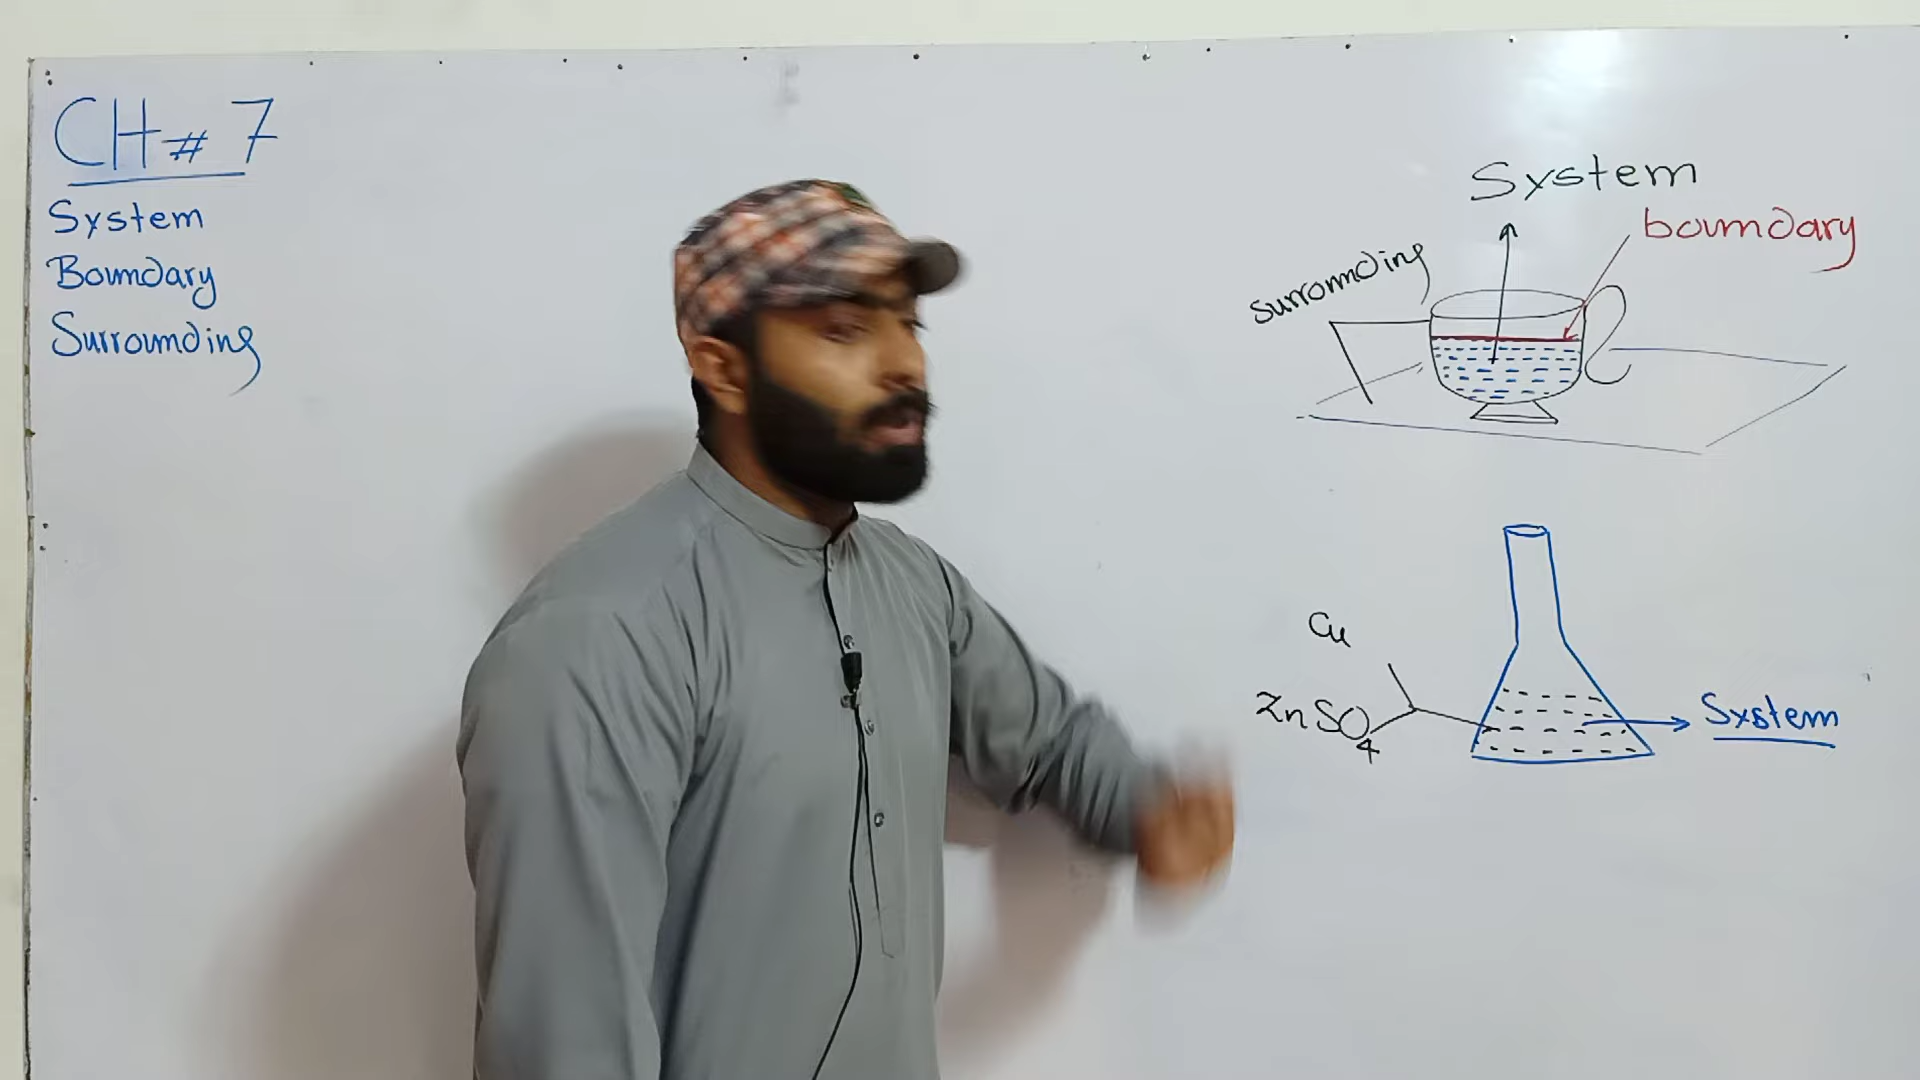 CH# 7
System
Boundary
Surrounding
System
boundary
surrounding
Cu
ZnSO4
System